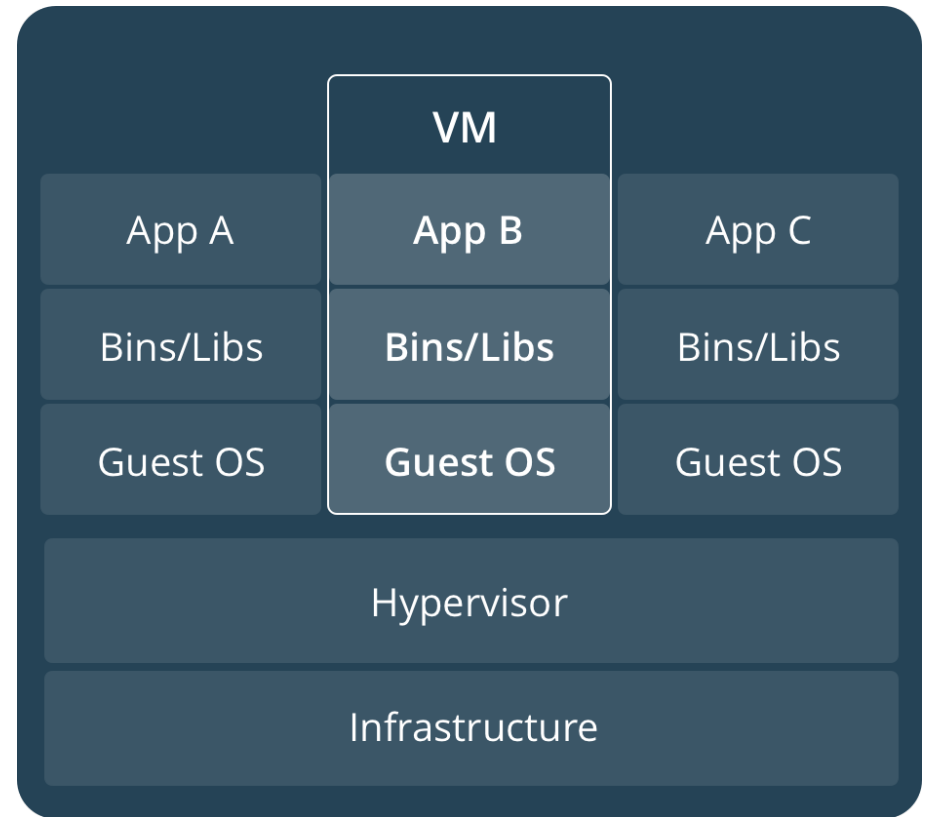 VM
App A
App B
App C
Bins/Libs
Bins/Libs
Bins/Libs
Guest OS
Guest OS
Guest OS
Hypervisor
Infrastructure